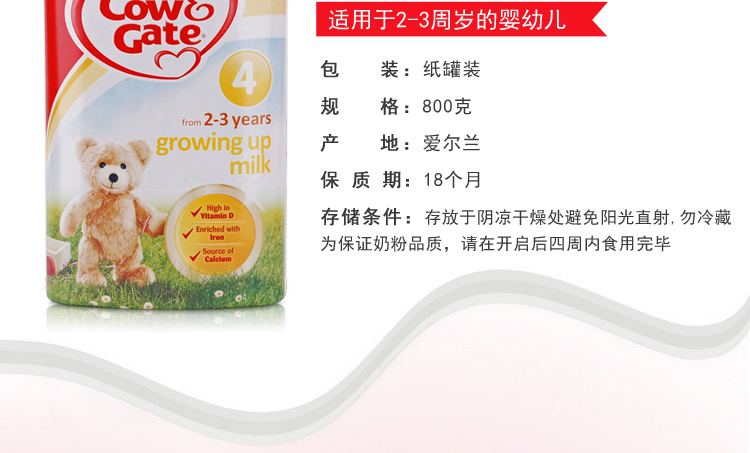 Cow &
Gate
4
from 2-3 years
growing up
milk
High in
Vitamin D
Enriched with
Iron
Source of
Calcium
适用于2-3周岁的婴幼儿
包 装：纸罐装
规 格：800克
产 地：爱尔兰
保 质 期：18个月
存储条件：存放于阴凉干燥处避免阳光直射,勿冷藏
为保证奶粉品质，请在开启后四周内食用完毕